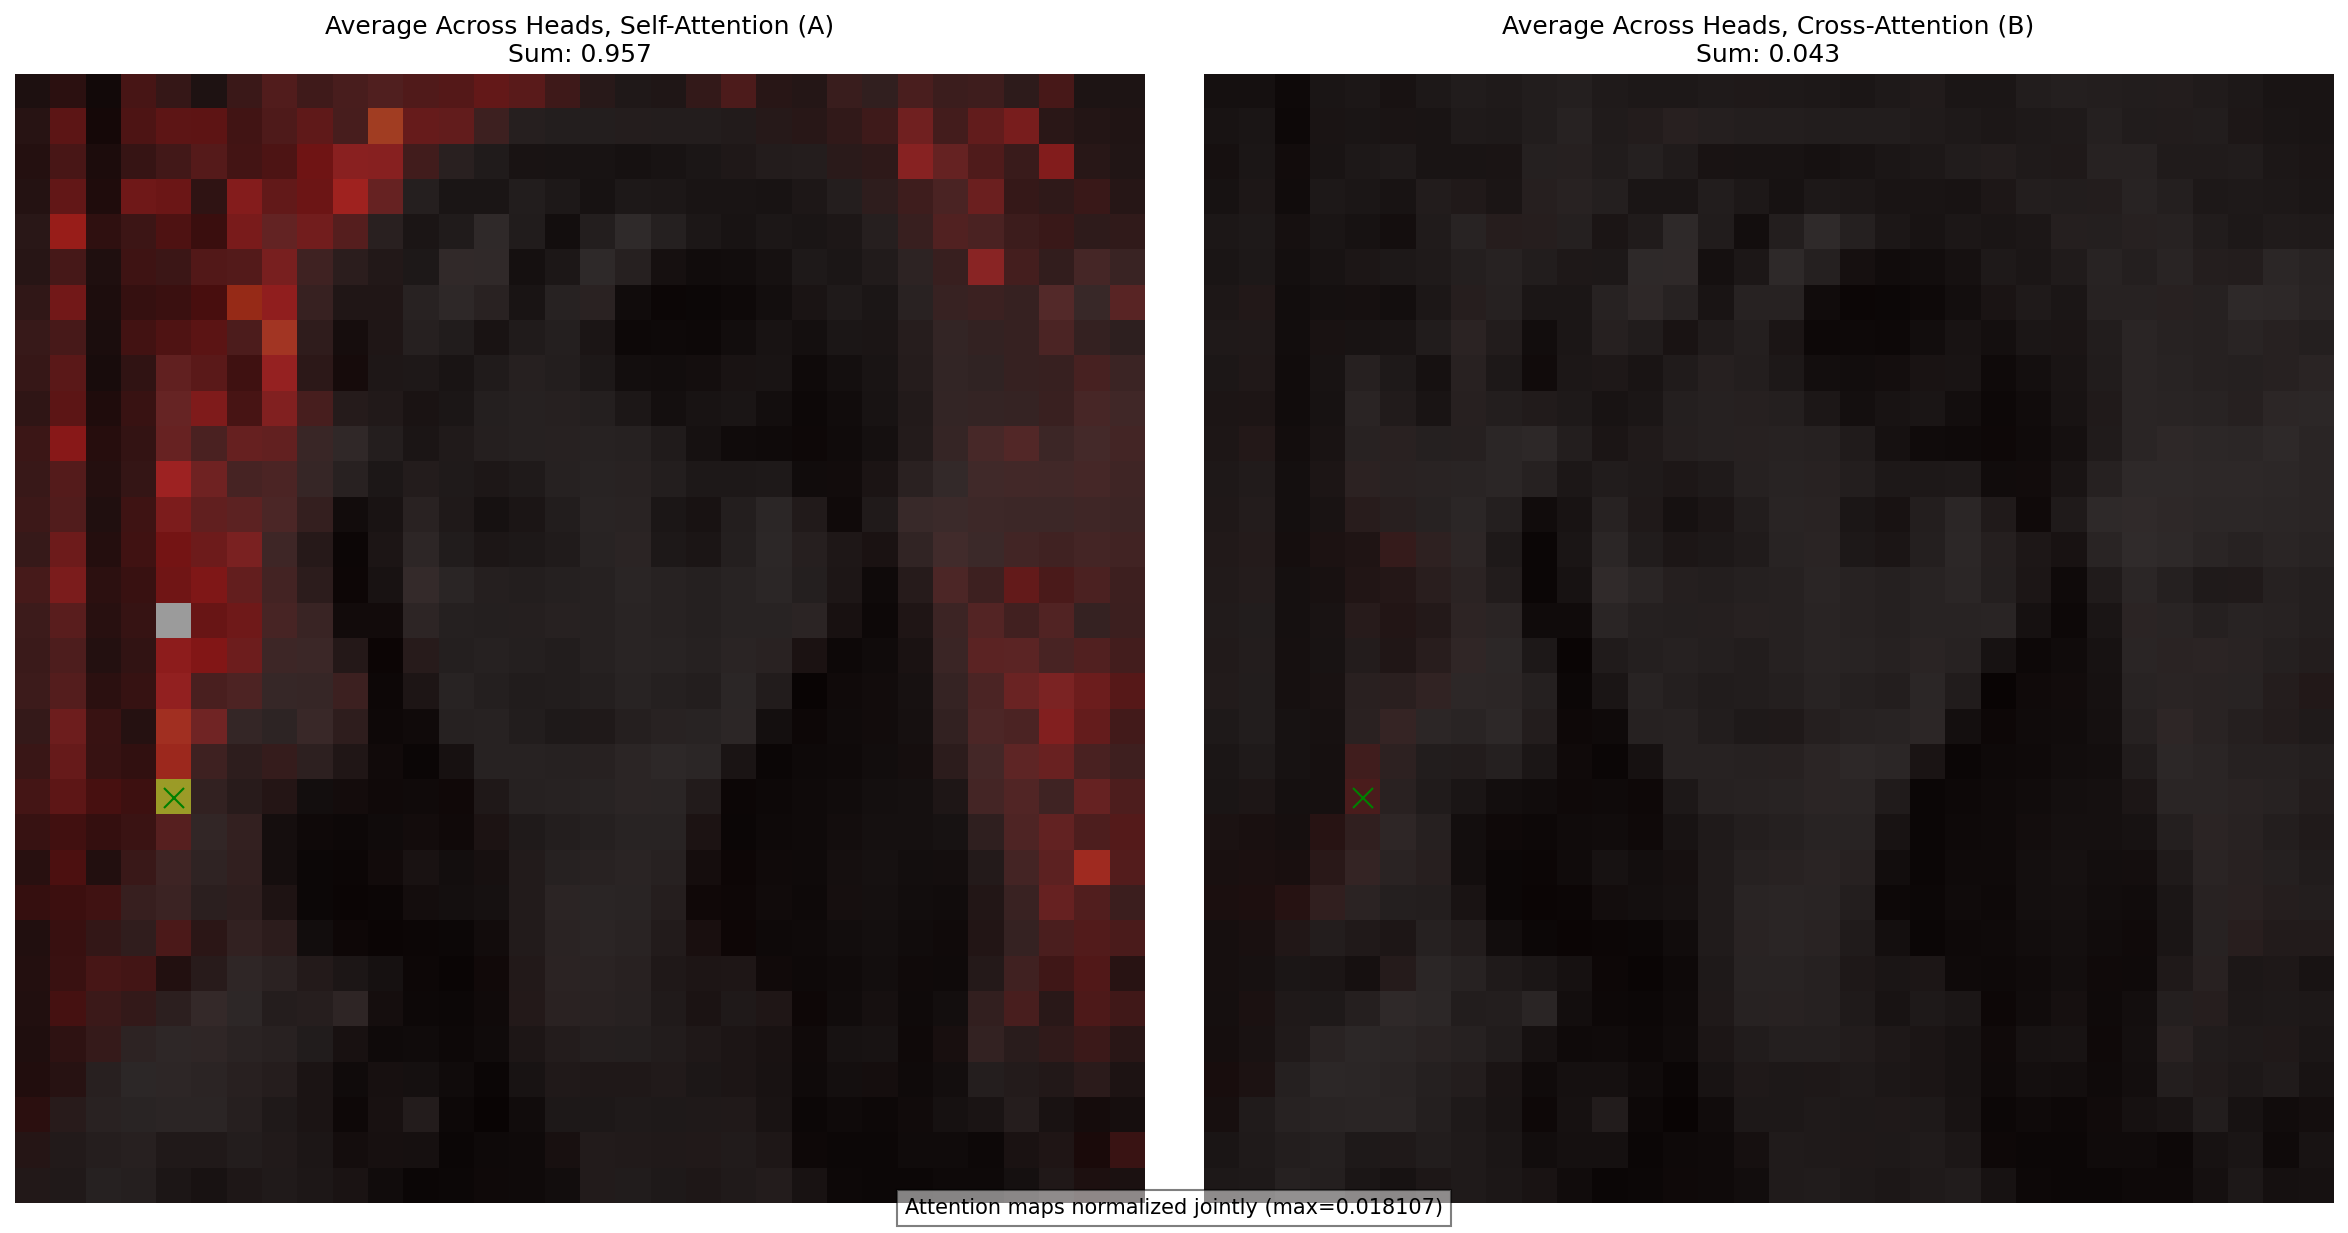 Average Across Heads, Self-Attention (A)
Sum: 0.957
Average Across Heads, Cross-Attention (B)
Sum: 0.043
Attention maps normalized jointly (max=0.018107)